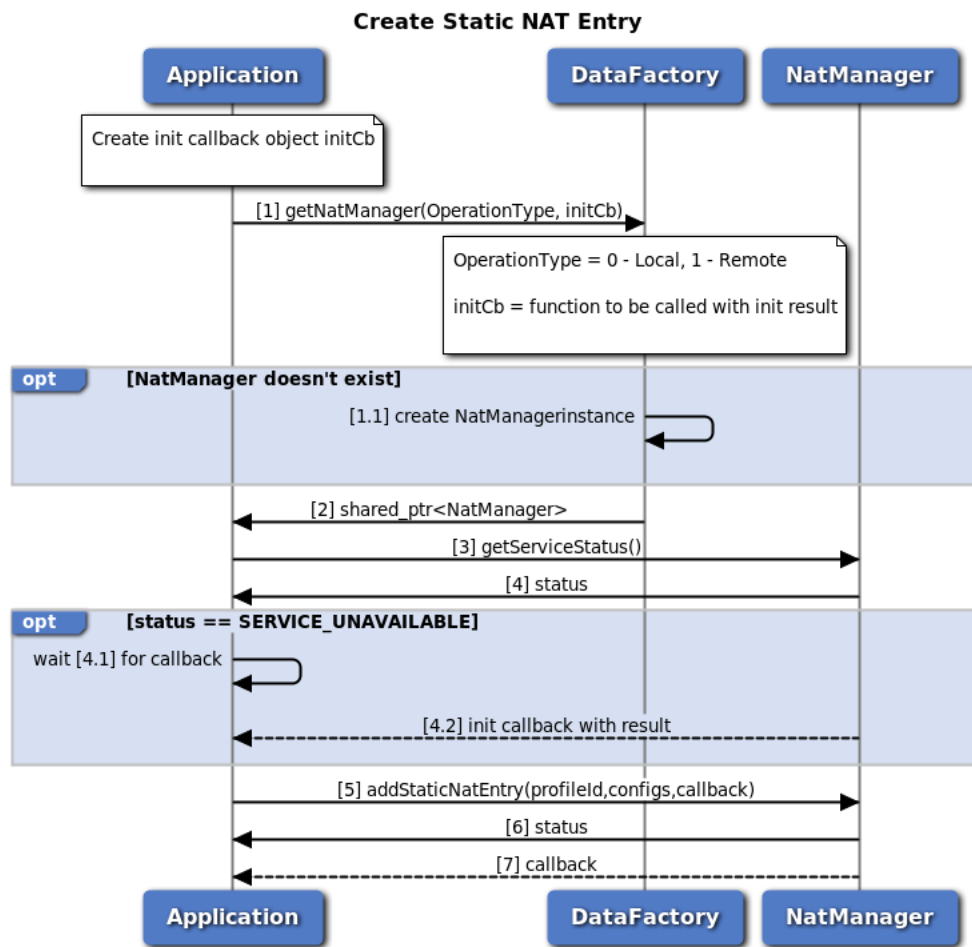 Create Static NAT Entry
Application
DataFactory
NatManager
Create init callback object initCb
[1] getNatManager(OperationType, initCb)
OperationType = 0 - Local, 1 - Remote
initCb = function to be called with init result
opt
[NatManager doesn't exist]
[1.1] create NatManagerinstance
[2] shared_ptr<NatManager>
[3] getServiceStatus()
[4] status
opt
[status == SERVICE_UNAVAILABLE]
wait [4.1] for callback
[4.2] init callback with result
[5] addStaticNatEntry(profileId,configs,callback)
[6] status
[7] callback
Application
DataFactory
NatManager